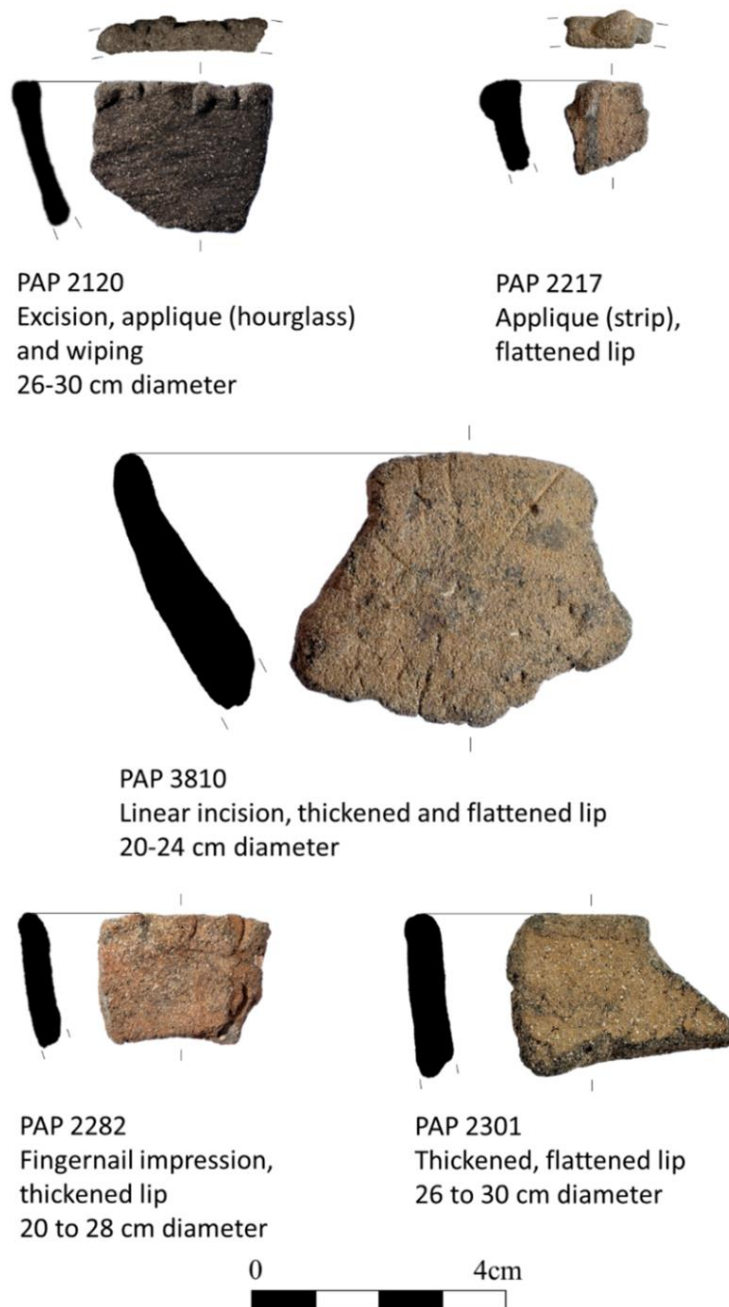 PAP 2120
Excision, applique (hourglass)
and wiping
26-30 cm diameter
PAP 2217
Applique (strip),
flattened lip
PAP 3810
Linear incision, thickened and flattened lip
20-24 cm diameter
PAP 2282
Fingernail impression,
thickened lip
20 to 28 cm diameter
PAP 2301
Thickened, flattened lip
26 to 30 cm diameter
0 4cm